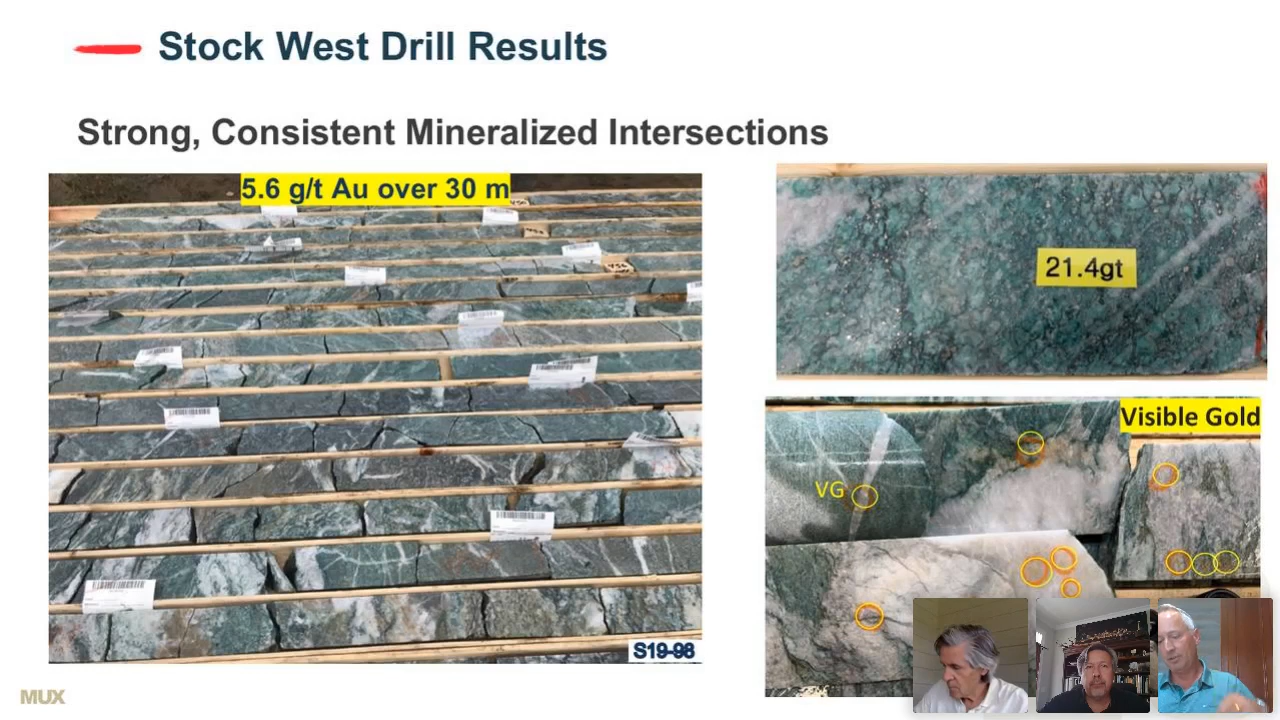 Stock West Drill Results
Strong, Consistent Mineralized Intersections
5.6 g/t Au over 30 m
21.4gt
Visible Gold
VG
S19-98
MUX